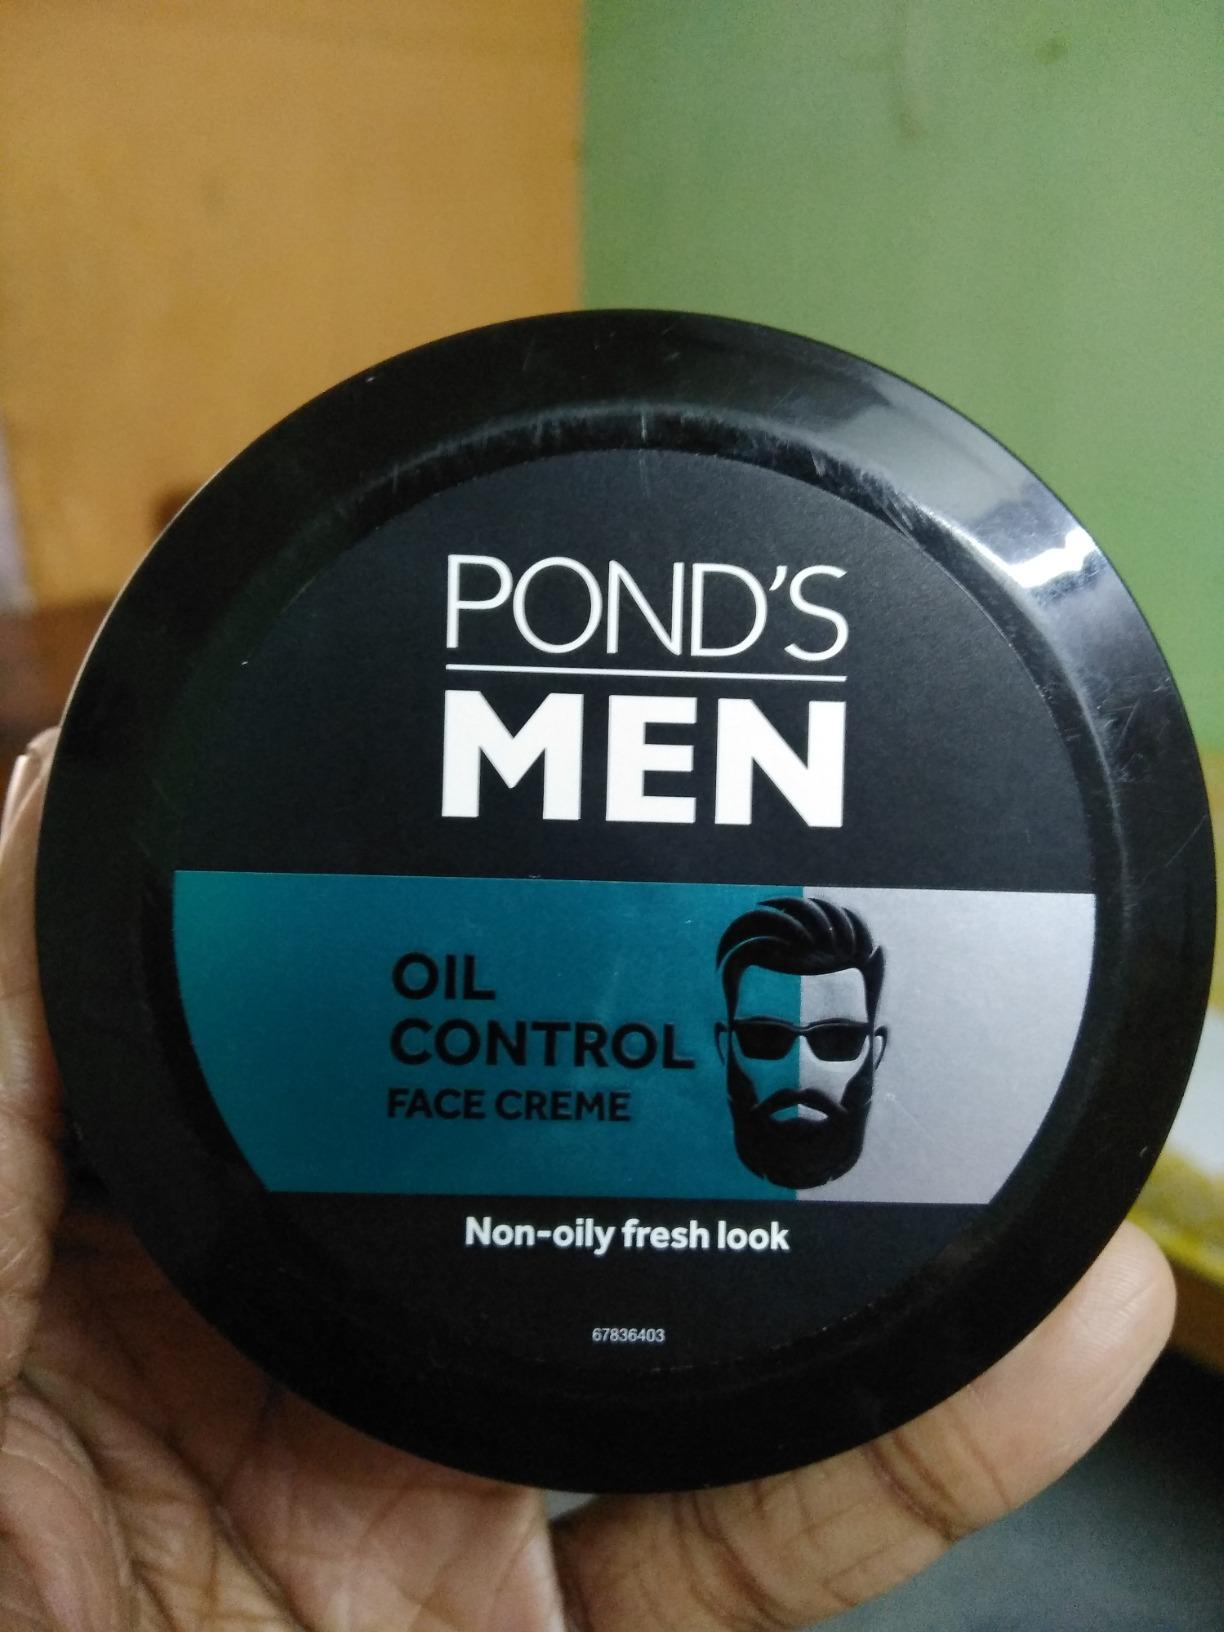 POND'S
MEN
OIL
CONTROL
FACE CREME
Non-oily fresh look
67836403